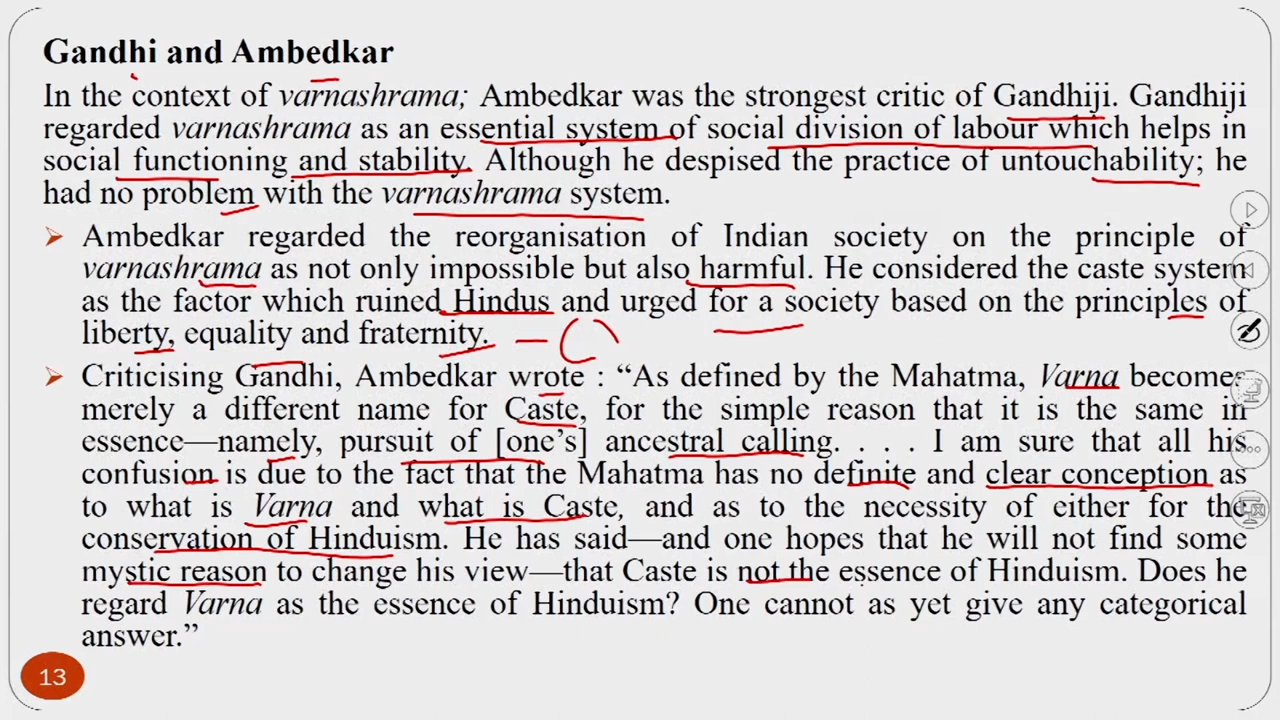 Gandhi and Ambedkar
In the context of varnashrama; Ambedkar was the strongest critic of Gandhiji. Gandhiji
regarded varnashrama as an essential system of social division of labour which helps in
social functioning and stability. Although he despised the practice of untouchability; he
had no problem with the varnashrama system.
➢ Ambedkar regarded the reorganisation of Indian society on the principle of
varnashrama as not only impossible but also harmful. He considered the caste system
as the factor which ruined Hindus and urged for a society based on the principles of
liberty, equality and fraternity.
➢ Criticising Gandhi, Ambedkar wrote : “As defined by the Mahatma, Varna becomes
merely a different name for Caste, for the simple reason that it is the same in
essence—namely, pursuit of [one’s] ancestral calling. . . . I am sure that all his
confusion is due to the fact that the Mahatma has no definite and clear conception as
to what is Varna and what is Caste, and as to the necessity of either for the
conservation of Hinduism. He has said—and one hopes that he will not find some
mystic reason to change his view—that Caste is not the essence of Hinduism. Does he
regard Varna as the essence of Hinduism? One cannot as yet give any categorical
answer.”
13